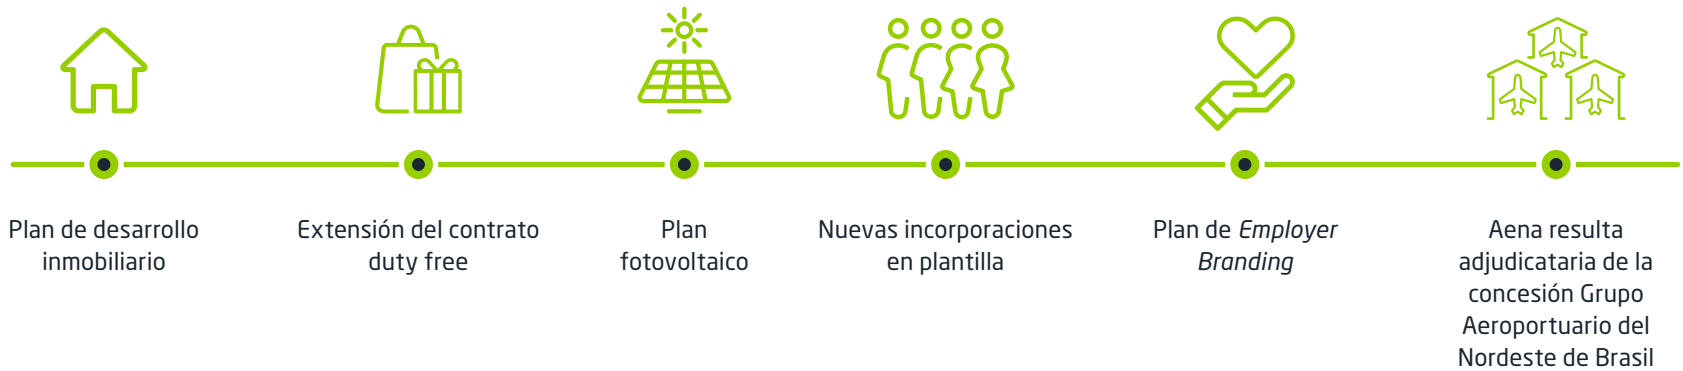 Plan de desarrollo
inmobiliario
Extensión del contrato
duty free
Plan
fotovoltaico
Nuevas incorporaciones
en plantilla
Plan de Employer
Branding
Aena resulta
adjudicataria de la
concesión Grupo
Aeroportuario del
Nordeste de Brasil